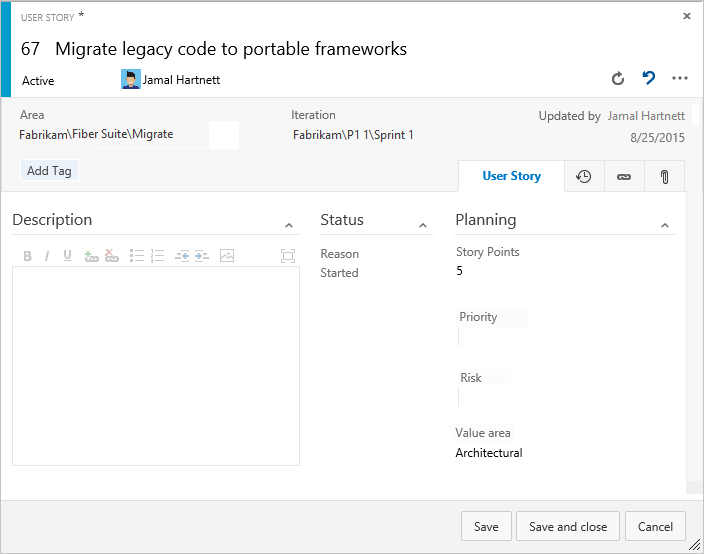 USER STORY *
67 Migrate legacy code to portable frameworks
Active Jamal Hartnett
Area Iteration Updated by Jamal Hartnett
Fabrikam\Fiber Suite\Migrate Fabrikam\P1 1\Sprint 1 8/25/2015
Add Tag
User Story
Description
B I U
Status
Reason
Started
Planning
Story Points
5
Priority
Risk
Value area
Architectural
Save Save and close Cancel